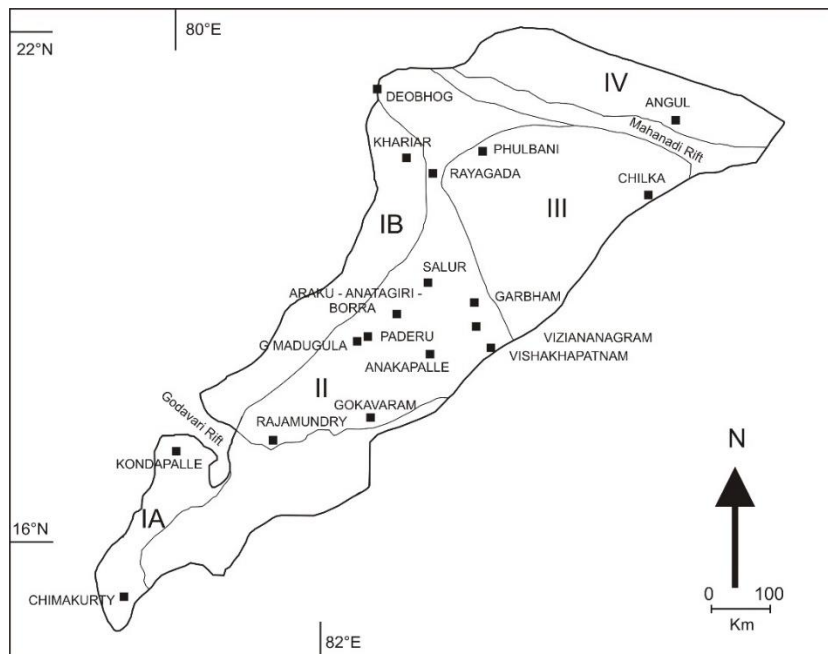 80°E
22°N
IV
DEOBHOG
ANGUL
Mahanadi Rift
KHARIAR
PHULBANI
RAYAGADA
CHILKA
III
IB
SALUR
ARAKU - ANATAGIRI -
BORRA
GARBHAM
G MADUGULA
PADERU
VIZIANANAGRAM
VISHAKHAPATNAM
ANAKAPALLE
II
GOKAVARAM
Godavari Rift
RAJAMUNDRY
N
KONDAPALLE
IA
16°N
CHIMAKURTY
0 100
Km
82°E